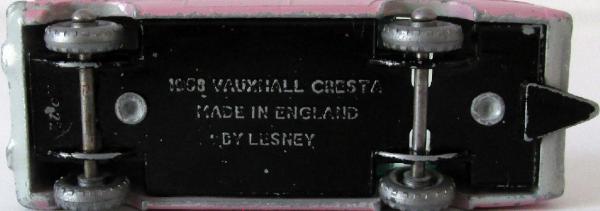 1958 VAUXHALL CRESTA
MADE IN ENGLAND
BY LESNEY